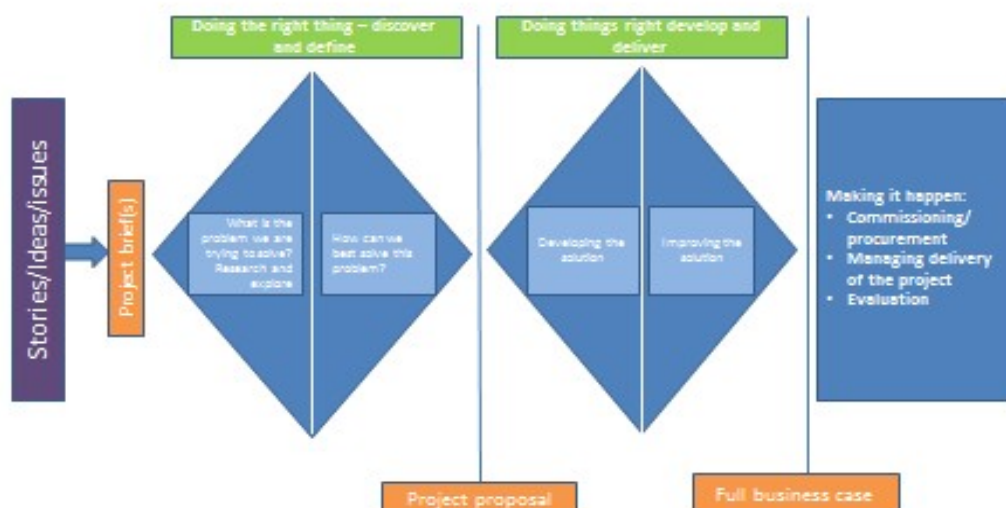 Doing the right thing – discover
and define
Doing things right develop and
deliver
Stories/Ideas/issues
Project brief(s)
What is the
problem we are
trying to solve?
Research and
explore
How can we
best solve this
problem?
Developing the
solution
Improving the
solution
Making it happen:
• Commissioning/
procurement
• Managing delivery
of the project
• Evaluation
Project proposal
Full business case